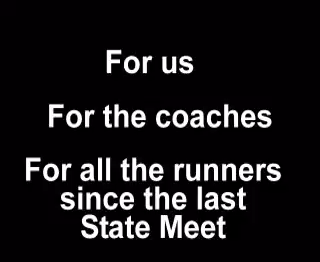 For us
For the coaches
For all the runners
since the last
State Meet